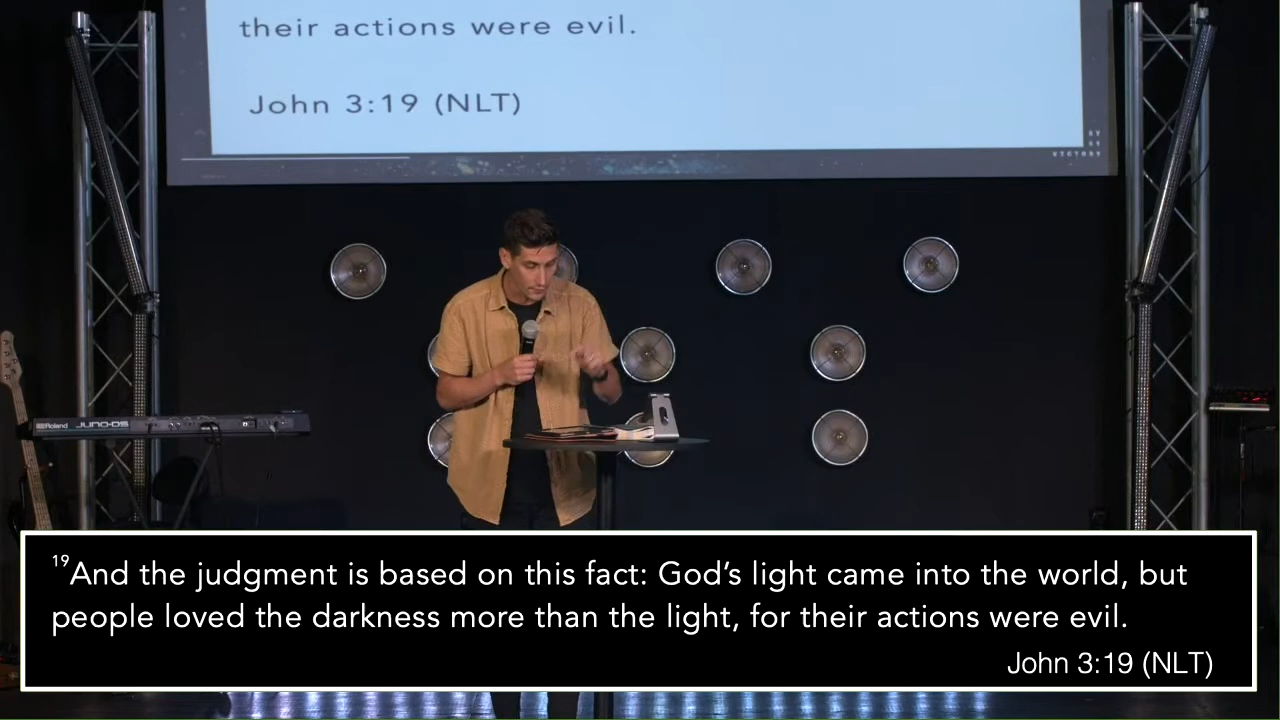 their actions were evil.
John 3:19 (NLT)
VICTORY
Roland JUNO-DS
19And the judgment is based on this fact: God's light came into the world, but
people loved the darkness more than the light, for their actions were evil.
John 3:19 (NLT)